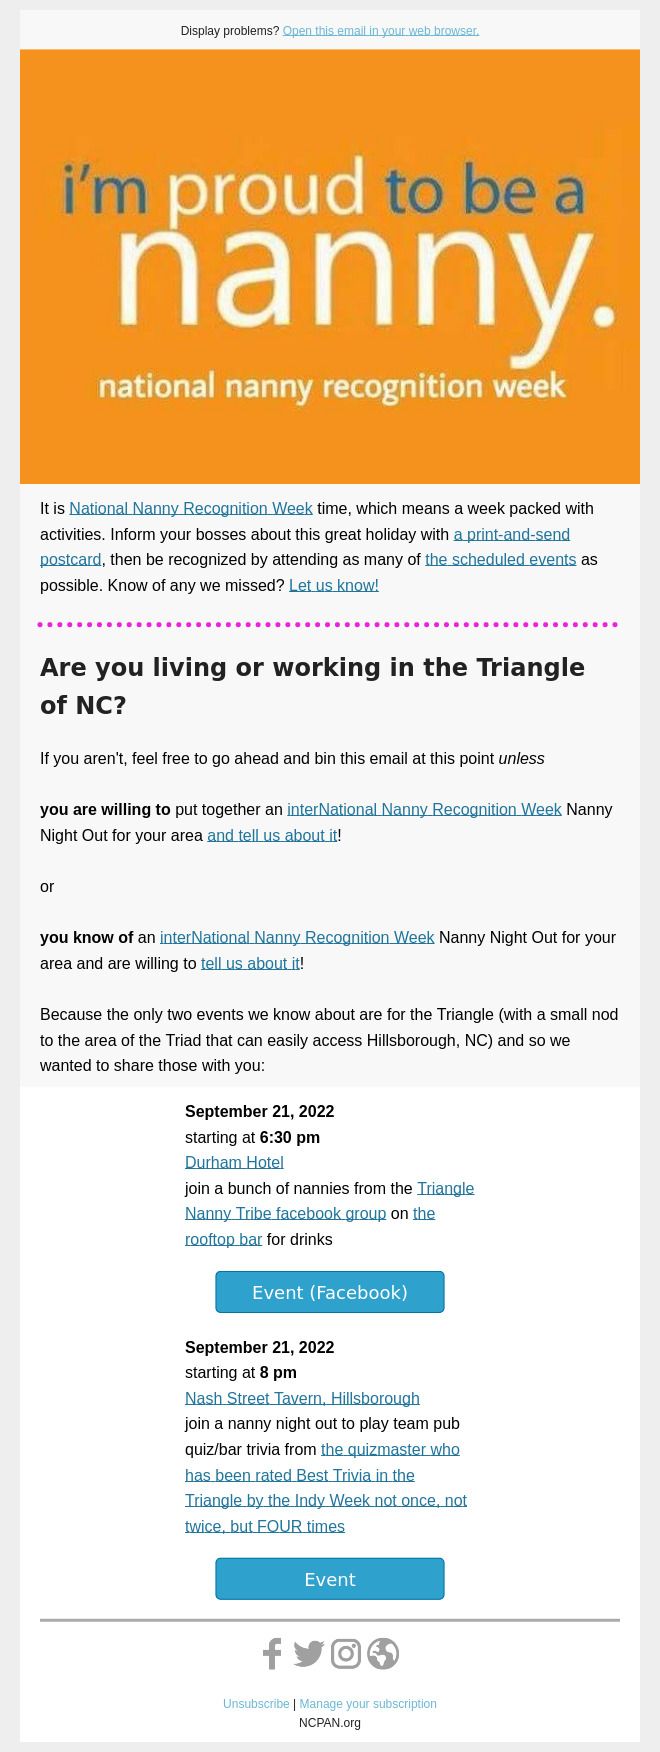 Display problems? Open this email in your web browser.
i'm proud to be a
nanny.
national nanny recognition week
It is National Nanny Recognition Week time, which means a week packed with
activities. Inform your bosses about this great holiday with a print-and-send
postcard, then be recognized by attending as many of the scheduled events as
possible. Know of any we missed? Let us know!
Are you living or working in the Triangle
of NC?
If you aren't, feel free to go ahead and bin this email at this point unless
you are willing to put together an interNational Nanny Recognition Week Nanny
Night Out for your area and tell us about it!
or
you know of an interNational Nanny Recognition Week Nanny Night Out for your
area and are willing to tell us about it!
Because the only two events we know about are for the Triangle (with a small nod
to the area of the Triad that can easily access Hillsborough, NC) and so we
wanted to share those with you:
September 21, 2022
starting at 6:30 pm
Durham Hotel
join a bunch of nannies from the Triangle
Nanny Tribe facebook group on the
rooftop bar for drinks
Event (Facebook)
September 21, 2022
starting at 8 pm
Nash Street Tavern, Hillsborough
join a nanny night out to play team pub
quiz/bar trivia from the quizmaster who
has been rated Best Trivia in the
Triangle by the Indy Week not once, not
twice, but FOUR times
Event
Unsubscribe | Manage your subscription
NCPAN.org